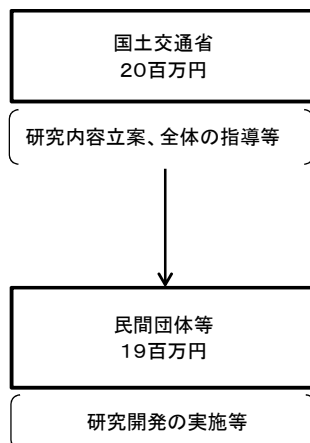 国土交通省
２０百万円
研究内容立案、全体の指導等
民間団体等
１９百万円
研究開発の実施等